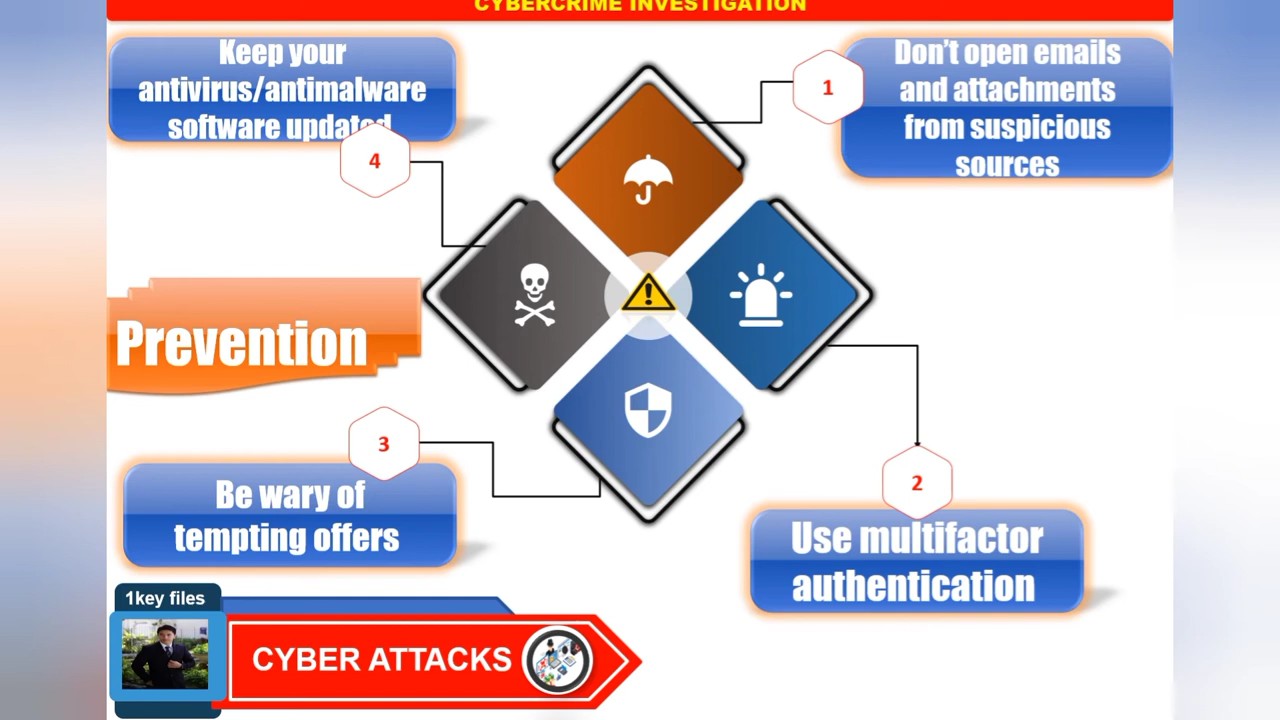 CYBERCRIME INVESTIGATION
Keep your
antivirus/antimalware
software updated
4
1
Don't open emails
and attachments
from suspicious
sources
Prevention
3
Be wary of
tempting offers
2
Use multifactor
authentication
1key files
CYBER ATTACKS